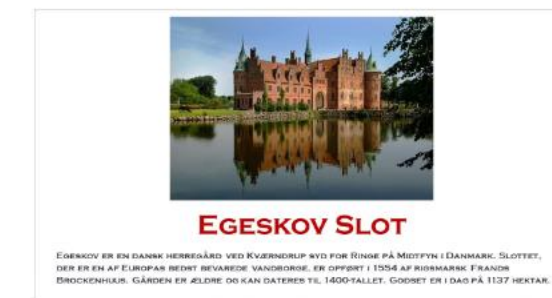 EGESKOV SLOT
EGESKOV ER EN DANSK HERREGÅRD VED KVÆRNDRUP SYD FOR RINGE PÅ MIDTFYN I DANMARK. SLOTTET,
DER ER EN AF EUROPAS BEDST BEVAREDE VANDBORGE, ER OPFØRT I 1554 AF RIGSMARSK FRANDS
BROCKENHUUS. GÅRDEN ER ÆLDRE OG KAN DATERES TIL 1400-TALLET. GODSET ER I DAG PÅ 1137 HEKTAR.